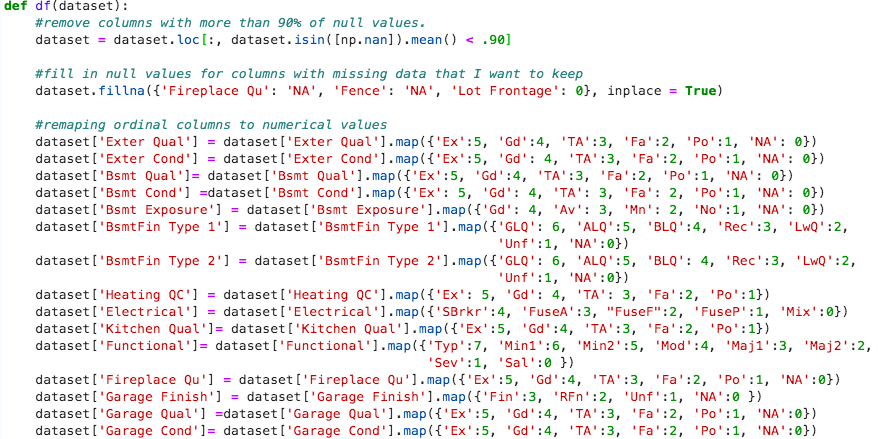 def df(dataset):
    #remove columns with more than 90% of null values.
    dataset = dataset.loc[:, dataset.isin([np.nan]).mean() < .90]
    #fill in null values for columns with missing data that I want to keep
    dataset.fillna({'Fireplace Qu': 'NA', 'Fence': 'NA', 'Lot Frontage': 0}, inplace = True)
    #remaping ordinal columns to numerical values
    dataset['Exter Qual'] = dataset['Exter Qual'].map({'Ex':5, 'Gd':4, 'TA':3, 'Fa':2, 'Po':1, 'NA': 0})
    dataset['Exter Cond'] = dataset['Exter Cond'].map({'Ex':5, 'Gd': 4, 'TA':3, 'Fa':2, 'Po':1, 'NA': 0})
    dataset['Bsmt Qual']= dataset['Bsmt Qual'].map({'Ex':5, 'Gd':4, 'TA':3, 'Fa':2, 'Po':1, 'NA': 0})
    dataset['Bsmt Cond'] =dataset['Bsmt Cond'].map({'Ex': 5, 'Gd': 4, 'TA': 3, 'Fa': 2, 'Po':1, 'NA': 0})
    dataset['Bsmt Exposure'] = dataset['Bsmt Exposure'].map({'Gd': 4, 'Av': 3, 'Mn': 2, 'No':1, 'NA': 0})
    dataset['BsmtFin Type 1'] = dataset['BsmtFin Type 1'].map({'GLQ': 6, 'ALQ':5, 'BLQ':4, 'Rec':3, 'LwQ':2,
                                                          'Unf':1, 'NA':0})
    dataset['BsmtFin Type 2'] = dataset['BsmtFin Type 2'].map({'GLQ': 6, 'ALQ':5, 'BLQ': 4, 'Rec':3, 'LwQ':2,
                                                          'Unf':1, 'NA':0})
    dataset['Heating QC'] = dataset['Heating QC'].map({'Ex': 5, 'Gd': 4, 'TA': 3, 'Fa':2, 'Po':1})
    dataset['Electrical'] = dataset['Electrical'].map({'SBrkr':4, 'FuseA':3, "FuseF":2, 'FuseP':1, 'Mix':0})
    dataset['Kitchen Qual']= dataset['Kitchen Qual'].map({'Ex':5, 'Gd':4, 'TA':3, 'Fa':2, 'Po':1})
    dataset['Functional']= dataset['Functional'].map({'Typ':7, 'Min1':6, 'Min2':5, 'Mod':4, 'Maj1':3, 'Maj2':2,
                                                 'Sev':1, 'Sal':0 })
    dataset['Fireplace Qu'] = dataset['Fireplace Qu'].map({'Ex':5, 'Gd':4, 'TA':3, 'Fa':2, 'Po':1, 'NA':0})
    dataset['Garage Finish'] = dataset['Garage Finish'].map({'Fin':3, 'RFn':2, 'Unf':1, 'NA':0 })
    dataset['Garage Qual'] =dataset['Garage Qual'].map({'Ex':5, 'Gd':4, 'TA':3, 'Fa':2, 'Po':1, 'NA':0})
    dataset['Garage Cond']= dataset['Garage Cond'].map({'Ex':5, 'Gd':4, 'TA':3, 'Fa':2, 'Po':1, 'NA':0})